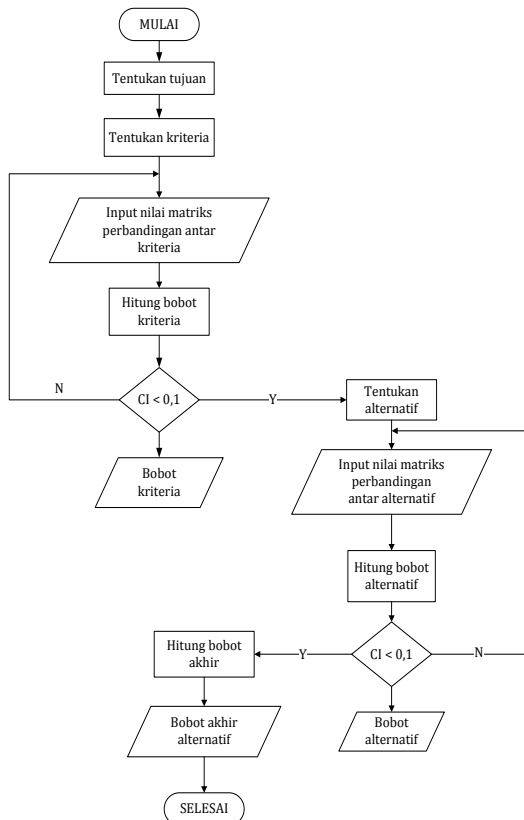 MULAI
Tentukan tujuan
Tentukan kriteria
Input nilai matriks
perbandingan antar
kriteria
Hitung bobot
kriteria
CI < 0,1
N
Y
Bobot
kriteria
Tentukan
alternatif
Input nilai matriks
perbandingan
antar alternatif
Hitung bobot
alternatif
CI < 0,1
N
Y
Bobot
alternatif
Hitung bobot
akhir
Bobot akhir
alternatif
SELESAI